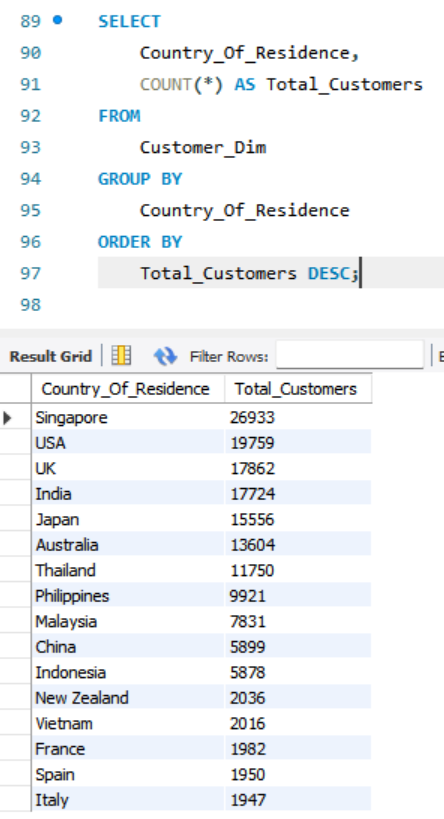 89 SELECT
90 Country_Of_Residence,
91 COUNT(*) AS Total_Customers
92 FROM
93 Customer_Dim
94 GROUP BY
95 Country_Of_Residence
96 ORDER BY
97 Total_Customers DESC;
98
Result Grid Filter Rows:
Country_Of_Residence Total_Customers
Singapore 26933
USA 19759
UK 17862
India 17724
Japan 15556
Australia 13604
Thailand 11750
Philippines 9921
Malaysia 7831
China 5899
Indonesia 5878
New Zealand 2036
Vietnam 2016
France 1982
Spain 1950
Italy 1947